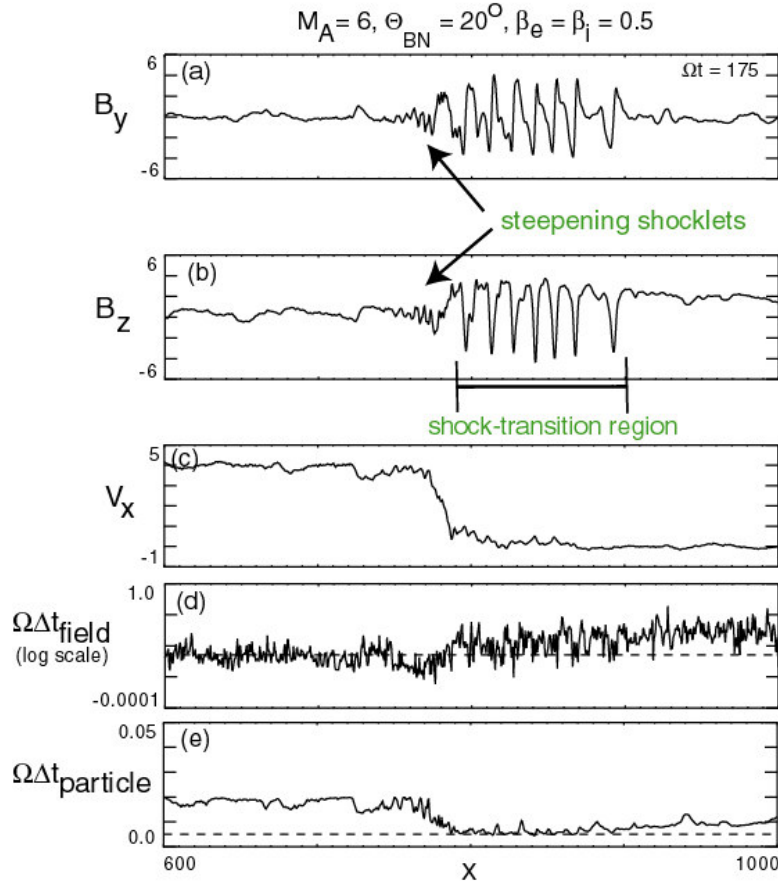 M_A = 6, Θ_BN = 20^O, β_e = β_i = 0.5
6
(a)
Ωt = 175
B_y
-6
steepening shocklets
6
(b)
B_z
-6
shock-transition region
5
(c)
V_x
-1
1.0
(d)
ΩΔt_field
(log scale)
-0.0001
0.05
(e)
ΩΔt_particle
0.0
600
x
1000